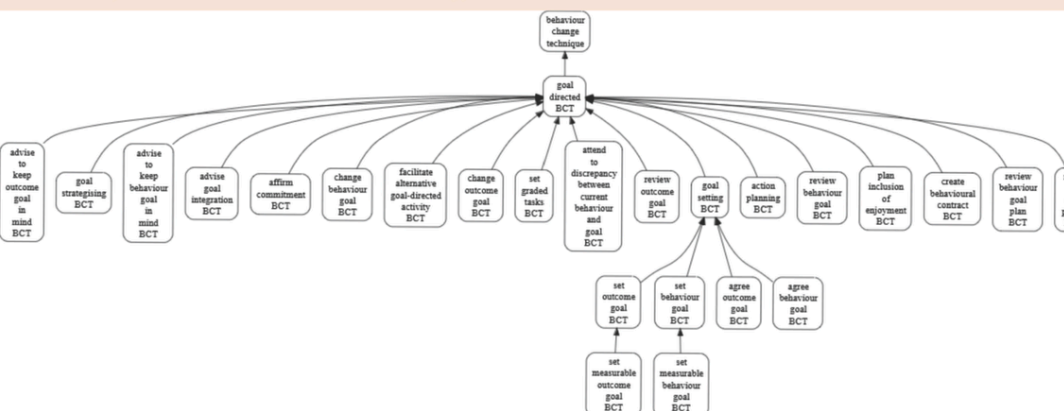 behaviour
change
technique
goal
directed
BCT
advise
to
keep
outcome
goal
in
mind
BCT
goal
strategising
BCT
advise
to
keep
behaviour
goal
in
mind
BCT
advise
goal
integration
BCT
affirm
commitment
BCT
change
behaviour
goal
BCT
facilitate
alternative
goal-directed
activity
BCT
change
outcome
goal
BCT
set
graded
tasks
BCT
attend
to
discrepancy
between
current
behaviour
and
goal
BCT
review
outcome
goal
BCT
goal
setting
BCT
action
planning
BCT
review
behaviour
goal
BCT
plan
inclusion
of
enjoyment
BCT
create
behavioural
contract
BCT
review
behaviour
goal
plan
BCT
set
outcome
goal
BCT
set
behaviour
goal
BCT
agree
outcome
goal
BCT
agree
behaviour
goal
BCT
set
measurable
outcome
goal
BCT
set
measurable
behaviour
goal
BCT